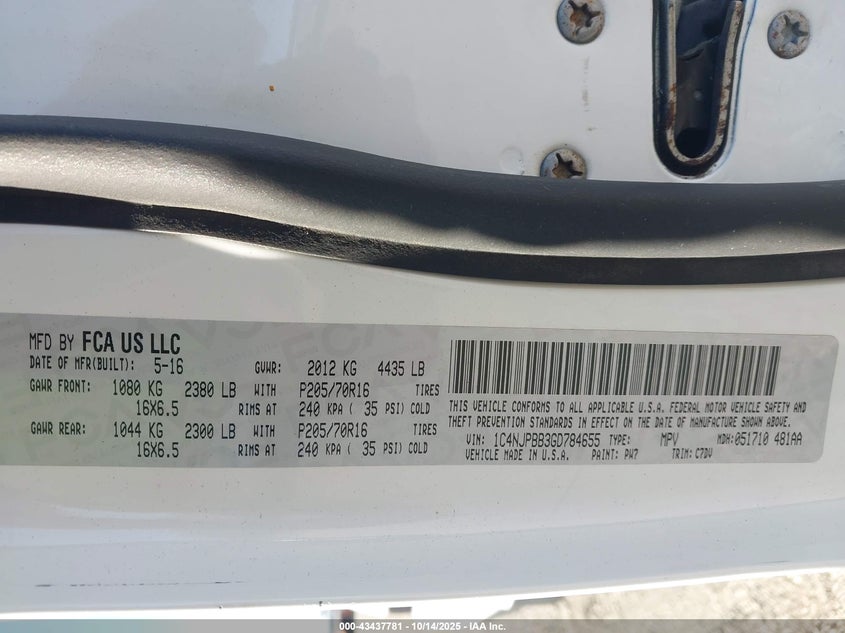 MFD BY FCA US LLC
DATE OF MFR(BUILT): 5-16 GVWR: 2012 KG 4435 LB
GAWR FRONT: 1080 KG 2380 LB WITH P205/70R16 TIRES
16X6.5 RIMS AT 240 KPA ( 35 PSI) COLD
GAWR REAR: 1044 KG 2300 LB WITH P205/70R16 TIRES
16X6.5 RIMS AT 240 KPA ( 35 PSI) COLD
THIS VEHICLE CONFORMS TO ALL APPLICABLE U.S.A. FEDERAL MOTOR VEHICLE SAFETY AND
THEFT PREVENTION STANDARDS IN EFFECT ON THE DATE OF MANUFACTURE SHOWN ABOVE.
VIN: 1C4NJPBB3GD784655 TYPE: MPV MDH: 051710 481AA
VEHICLE MADE IN U.S.A. PAINT: PW7 TRIM: C7DV
000-43437781 - 10/14/2025 - IAA Inc.